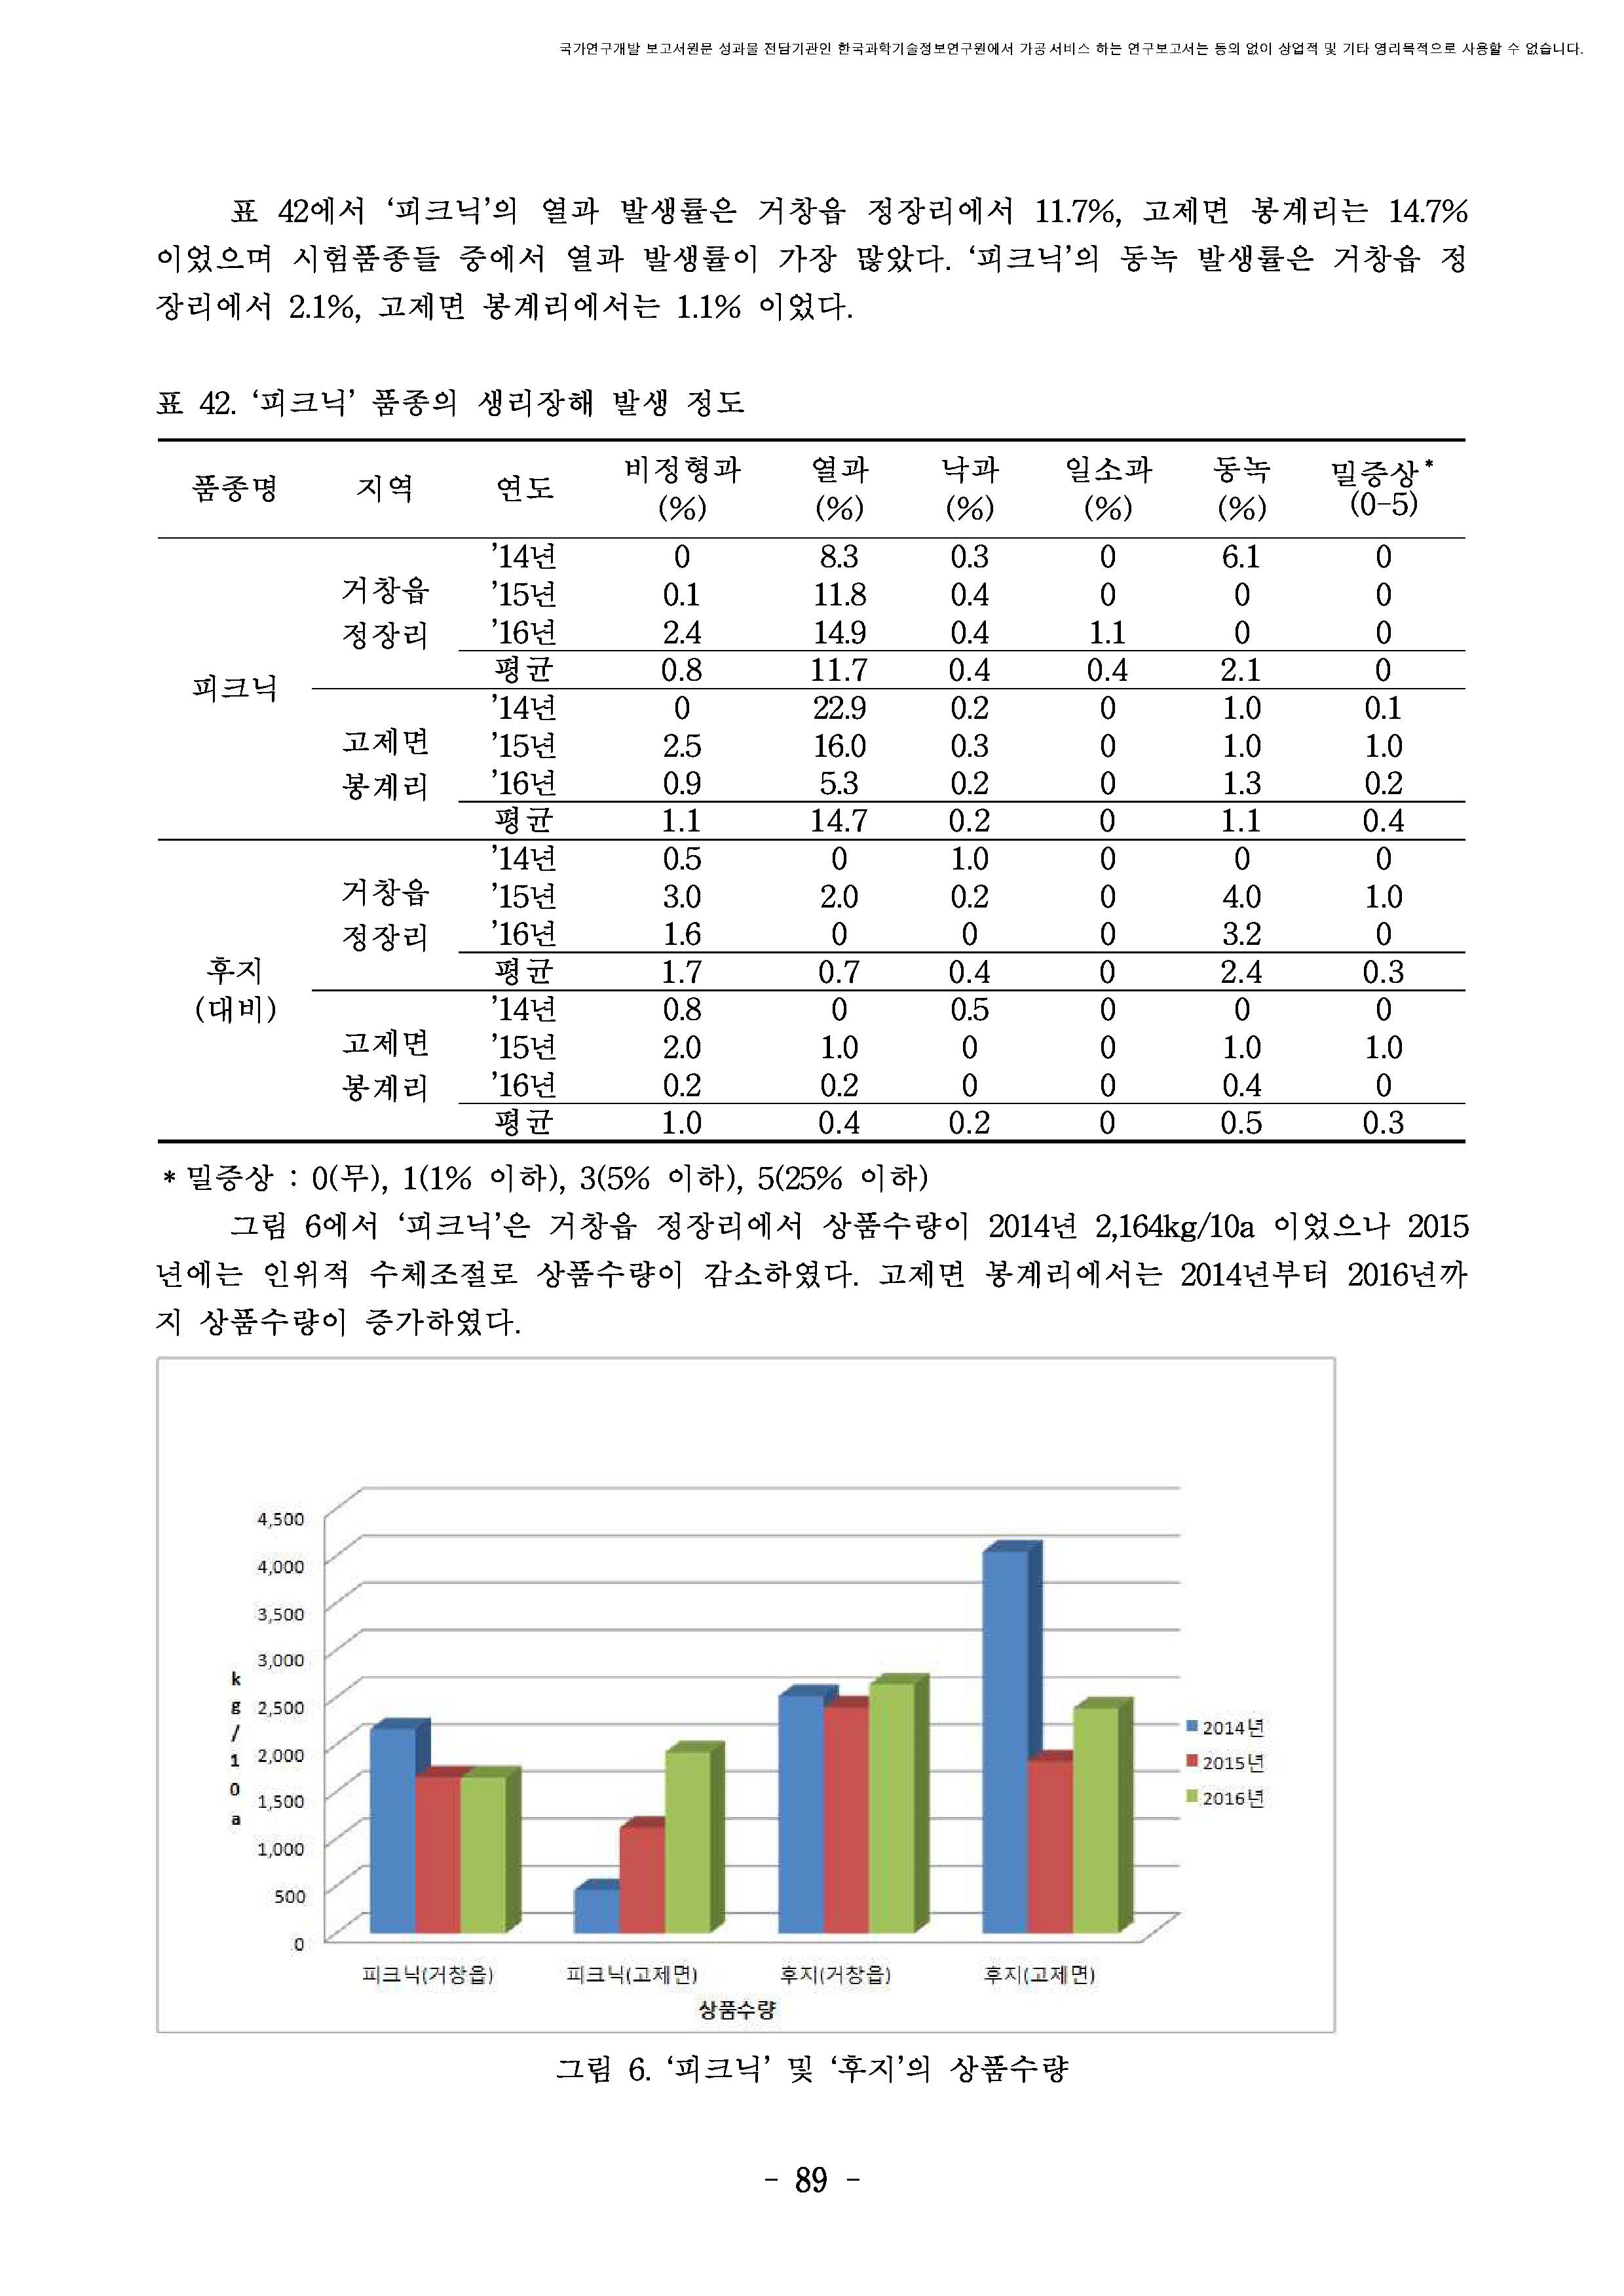 국가연구개발 보고서원문 성과물 전담기관인 한국과학기술정보연구원에서 가공·서비스 하는 연구보고서는 동의 없이 상업적 및 기타 영리목적으로 사용할 수 없습니다.
표 42에서 ‘피크닉’의 열과 발생률은 거창읍 정장리에서 11.7%, 고제면 봉계리는 14.7%
이었으며 시험품종들 중에서 열과 발생률이 가장 많았다. ‘피크닉’의 동녹 발생률은 거창읍 정
장리에서 2.1%, 고제면 봉계리에서는 1.1% 이었다.
표 42. ‘피크닉’ 품종의 생리장해 발생 정도
품종명 지역 연도 비정형과 (%) 열과 (%) 낙과 (%) 일소과 (%) 동녹 (%) 밀증상* (0-5)
피크닉 거창읍 정장리 ’14년 0 8.3 0.3 0 6.1 0
’15년 0.1 11.8 0.4 0 0 0
’16년 2.4 14.9 0.4 1.1 0 0
평균 0.8 11.7 0.4 0.4 2.1 0
고제면 봉계리 ’14년 0 22.9 0.2 0 1.0 0.1
’15년 2.5 16.0 0.3 0 1.0 1.0
’16년 0.9 5.3 0.2 0 1.3 0.2
평균 1.1 14.7 0.2 0 1.1 0.4
후지 (대비) 거창읍 정장리 ’14년 0.5 0 1.0 0 0 0
’15년 3.0 2.0 0.2 0 4.0 1.0
’16년 1.6 0 0 0 3.2 0
평균 1.7 0.7 0.4 0 2.4 0.3
고제면 봉계리 ’14년 0.8 0 0.5 0 0 0
’15년 2.0 1.0 0 0 1.0 1.0
’16년 0.2 0.2 0 0 0.4 0
평균 1.0 0.4 0.2 0 0.5 0.3
* 밀증상 : 0(무), 1(1% 이하), 3(5% 이하), 5(25% 이하)
그림 6에서 ‘피크닉’은 거창읍 정장리에서 상품수량이 2014년 2,164kg/10a 이었으나 2015
년에는 인위적 수체조절로 상품수량이 감소하였다. 고제면 봉계리에서는 2014년부터 2016년까
지 상품수량이 증가하였다.
4,500
4,000
3,500
3,000
2,500
2,000
1,500
1,000
500
0
kg/10a
2014년
2015년
2016년
피크닉(거창읍) 피크닉(고제면) 후지(거창읍) 후지(고제면)
상품수량
그림 6. ‘피크닉’ 및 ‘후지’의 상품수량
- 89 -